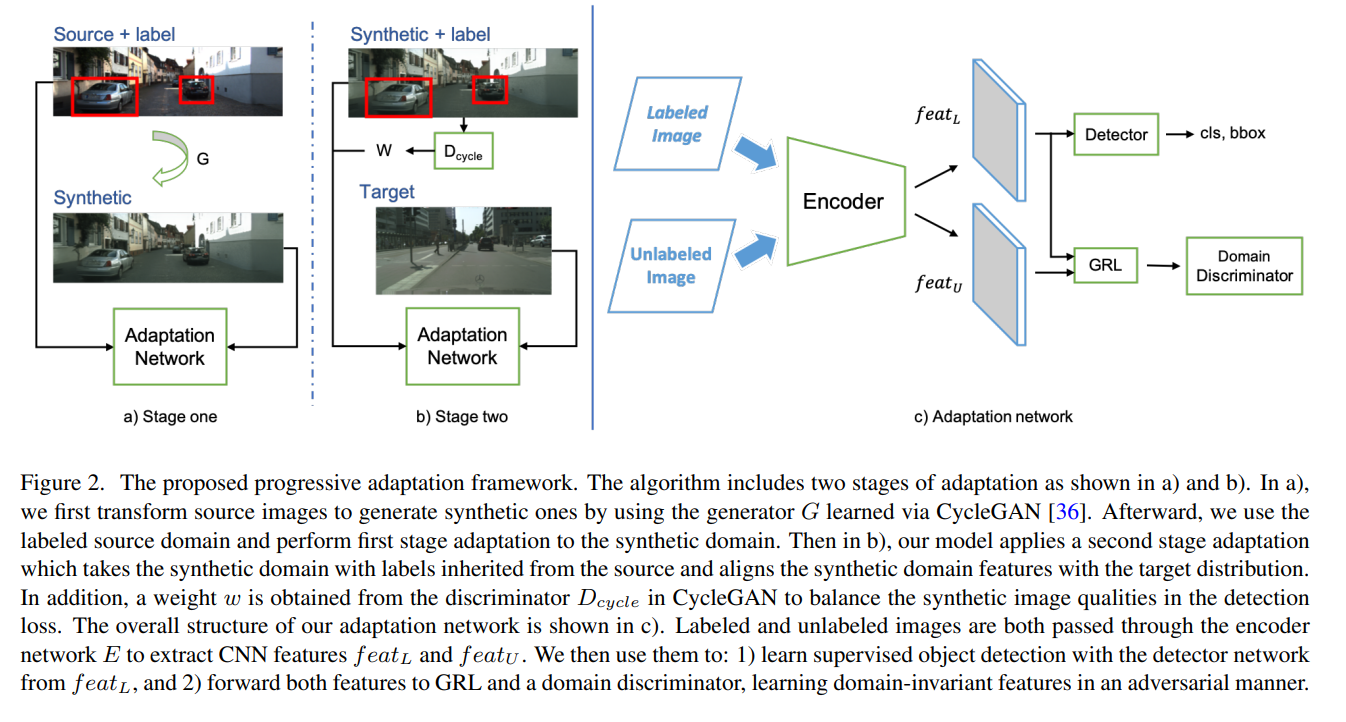 Source + label
G
Synthetic
Adaptation
Network
a) Stage one
Synthetic + label
W
Dcycle
Target
Adaptation
Network
b) Stage two
Labeled
Image
Unlabeled
Image
Encoder
featL
featU
Detector
cls, bbox
GRL
Domain
Discriminator
c) Adaptation network
Figure 2. The proposed progressive adaptation framework. The algorithm includes two stages of adaptation as shown in a) and b). In a),
we first transform source images to generate synthetic ones by using the generator G learned via CycleGAN [36]. Afterward, we use the
labeled source domain and perform first stage adaptation to the synthetic domain. Then in b), our model applies a second stage adaptation
which takes the synthetic domain with labels inherited from the source and aligns the synthetic domain features with the target distribution.
In addition, a weight w is obtained from the discriminator Dcycle in CycleGAN to balance the synthetic image qualities in the detection
loss. The overall structure of our adaptation network is shown in c). Labeled and unlabeled images are both passed through the encoder
network E to extract CNN features featL and featU. We then use them to: 1) learn supervised object detection with the detector network
from featL, and 2) forward both features to GRL and a domain discriminator, learning domain-invariant features in an adversarial manner.